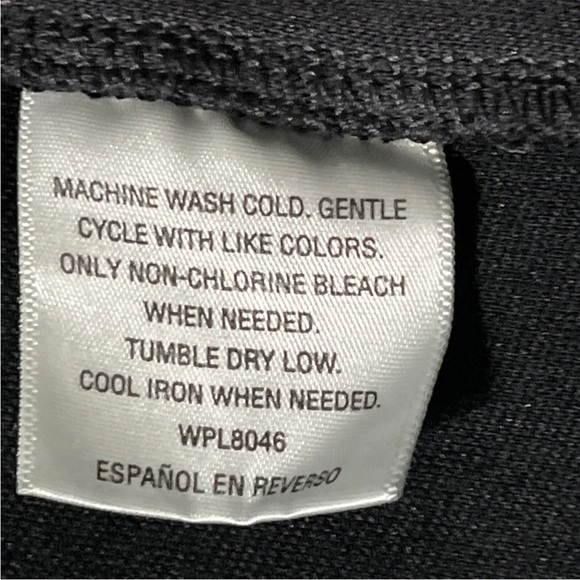 MACHINE WASH COLD. GENTLE
CYCLE WITH LIKE COLORS.
ONLY NON-CHLORINE BLEACH
WHEN NEEDED.
TUMBLE DRY LOW.
COOL IRON WHEN NEEDED.
WPL8046
ESPAÑOL EN REVERSO